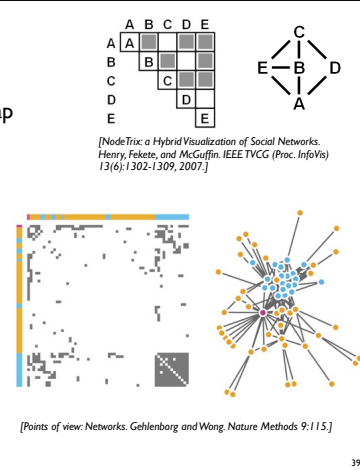 A B C D E
A A
B B
C C
D D
E E
C
E B D
A
[NodeTrix: a Hybrid Visualization of Social Networks.
Henry, Fekete, and McGuffin. IEEE TVCG (Proc. InfoVis)
13(6):1302-1309, 2007.]
[Points of view: Networks. Gehlenborg and Wong. Nature Methods 9:115.]
39